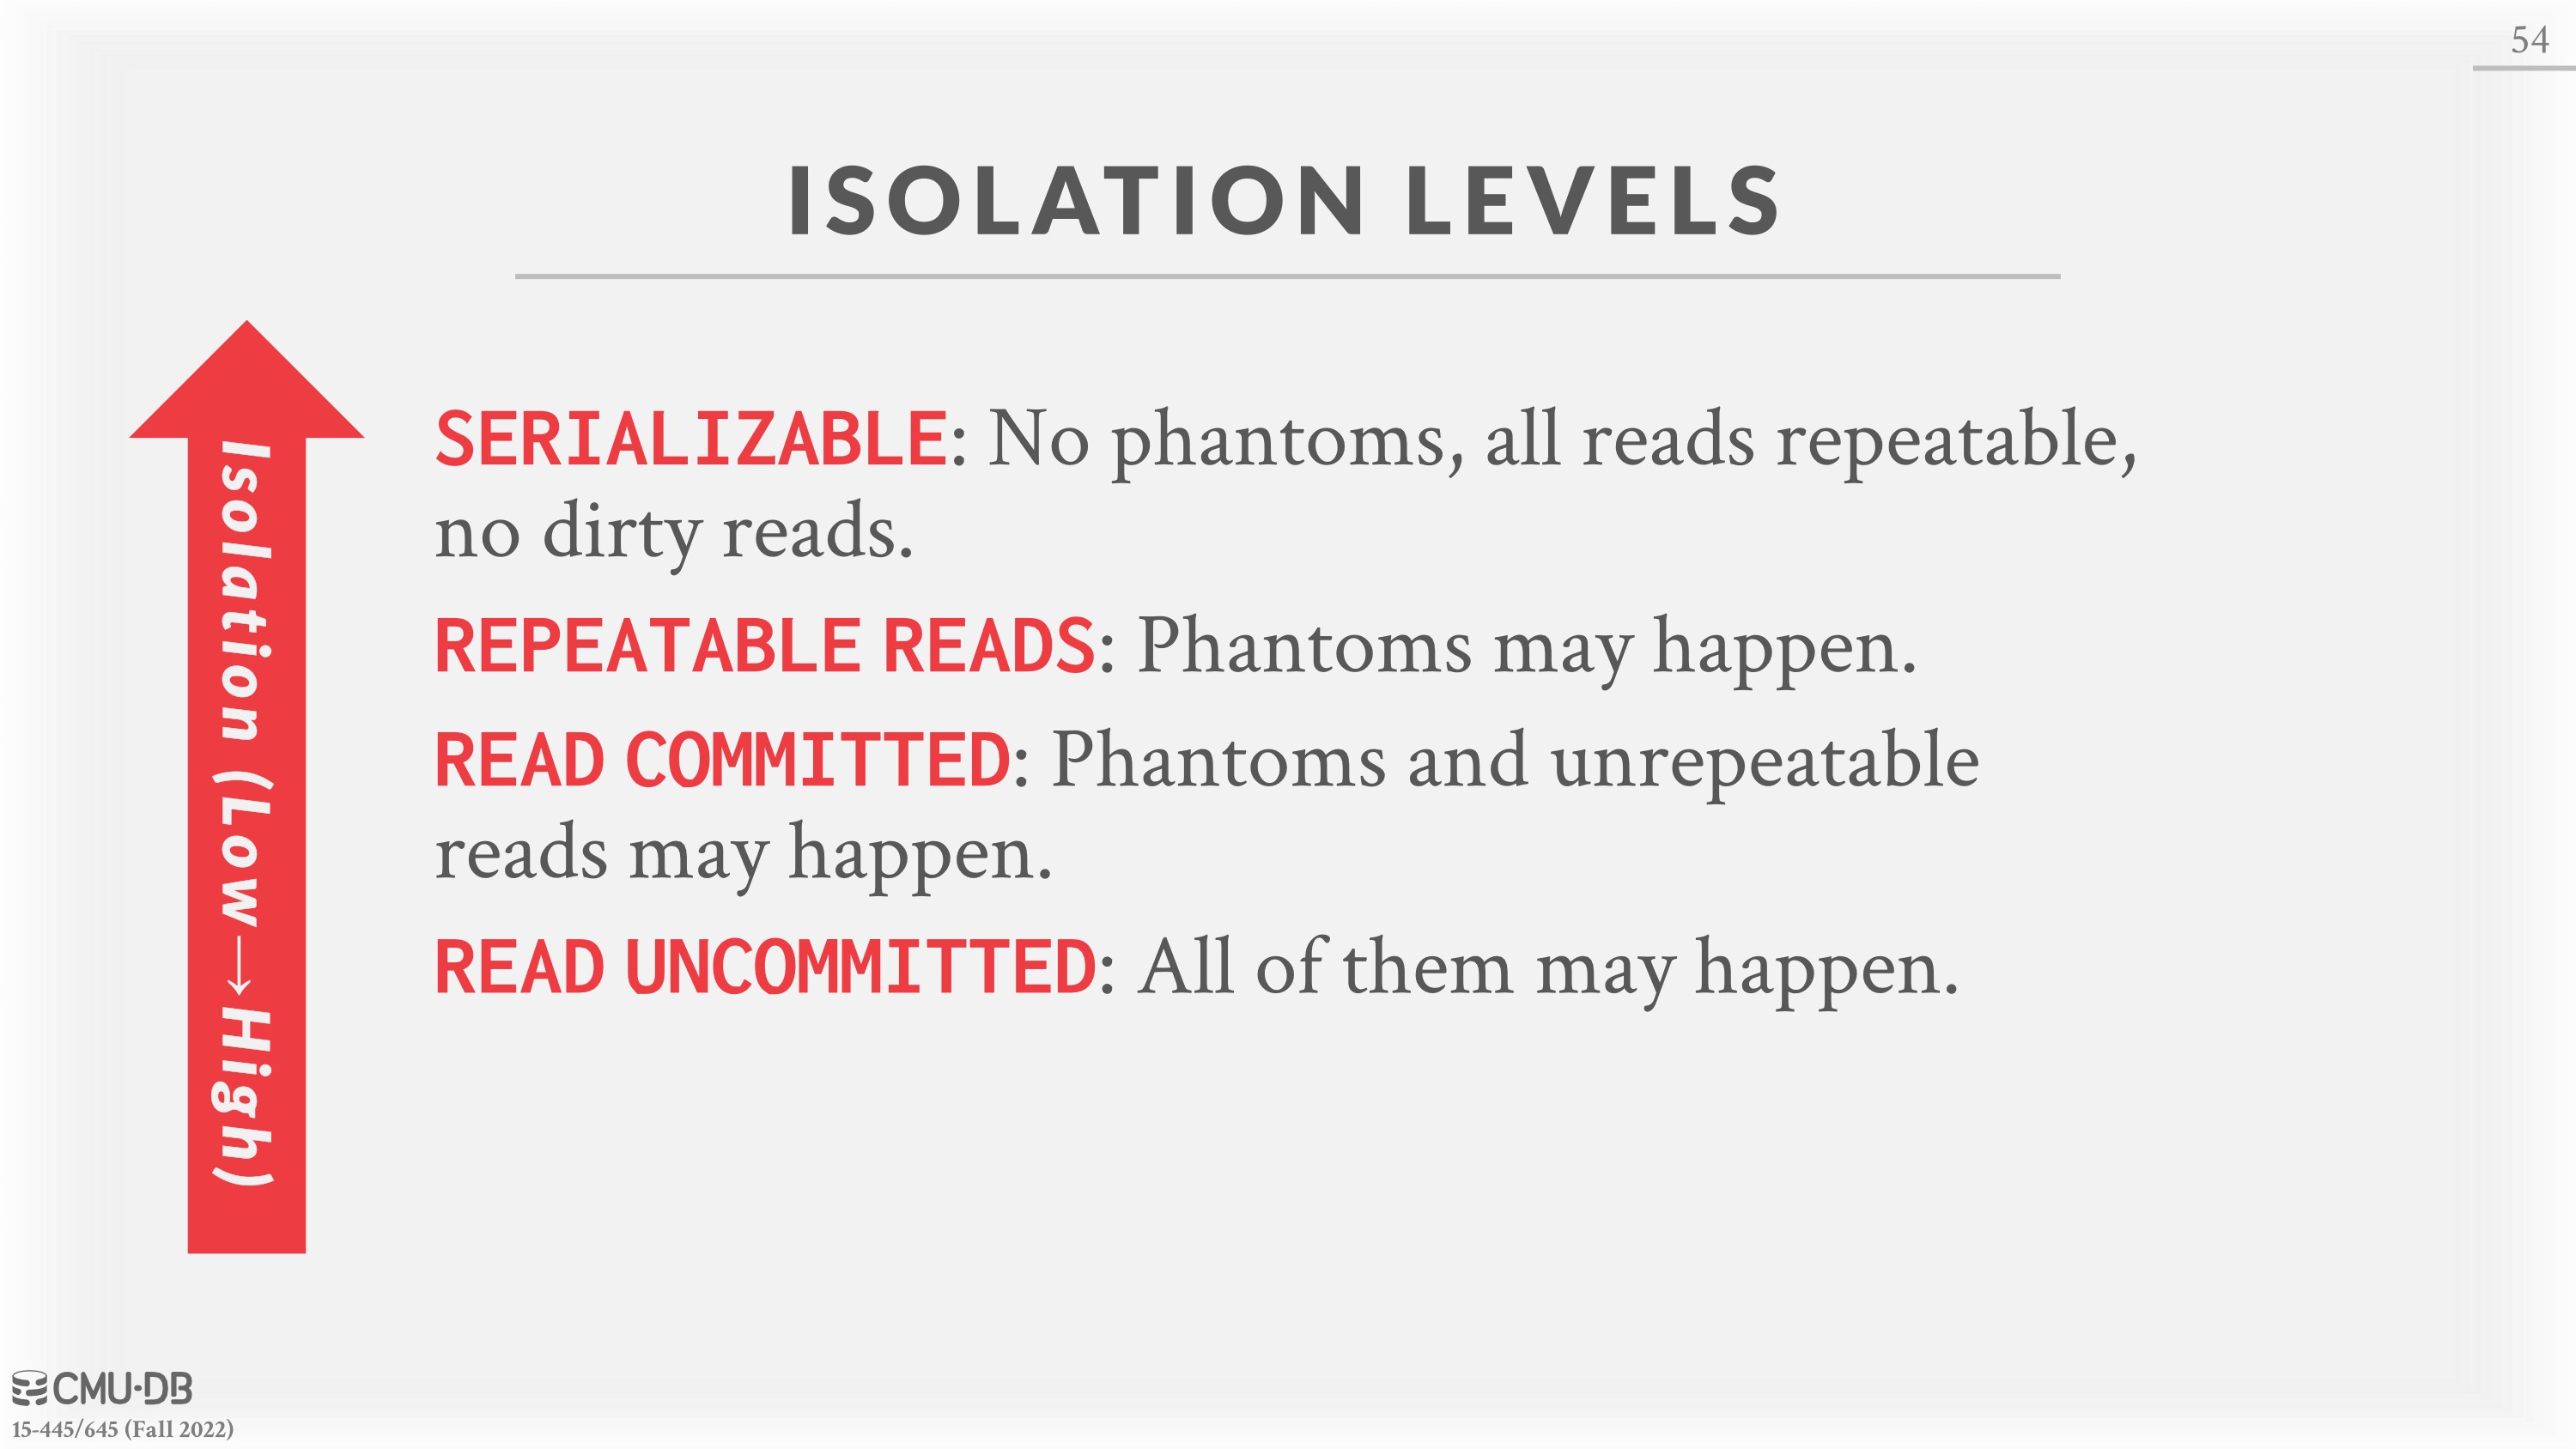 54
ISOLATION LEVELS
Isolation (Low→High)
SERIALIZABLE: No phantoms, all reads repeatable,
no dirty reads.
REPEATABLE READS: Phantoms may happen.
READ COMMITTED: Phantoms and unrepeatable
reads may happen.
READ UNCOMMITTED: All of them may happen.
CMU·DB
15-445/645 (Fall 2022)